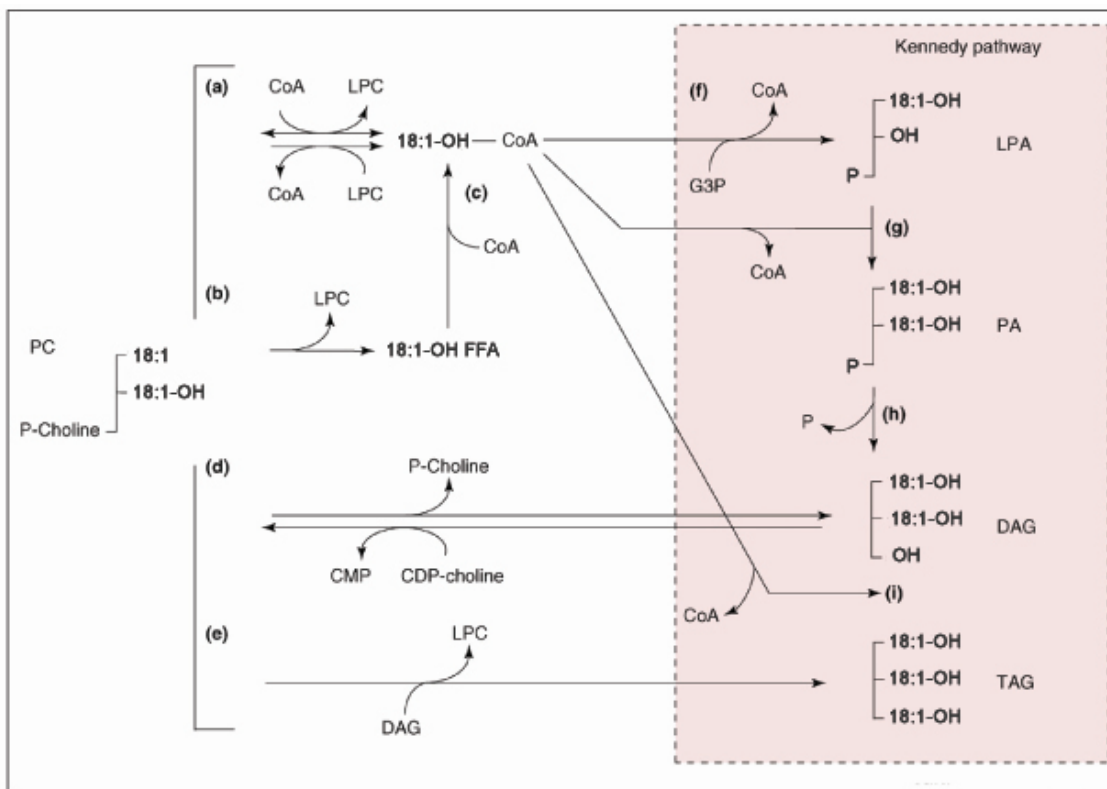 Kennedy pathway
(a)
CoA
LPC
18:1-OH
CoA
CoA
LPC
(c)
CoA
(b)
LPC
18:1-OH FFA
PC
18:1
18:1-OH
P-Choline
(d)
P-Choline
CMP
CDP-choline
(e)
LPC
DAG
(f)
CoA
G3P
18:1-OH
OH
LPA
P
(g)
CoA
18:1-OH
18:1-OH
PA
P
(h)
P
18:1-OH
18:1-OH
DAG
OH
(i)
CoA
18:1-OH
18:1-OH
TAG
18:1-OH